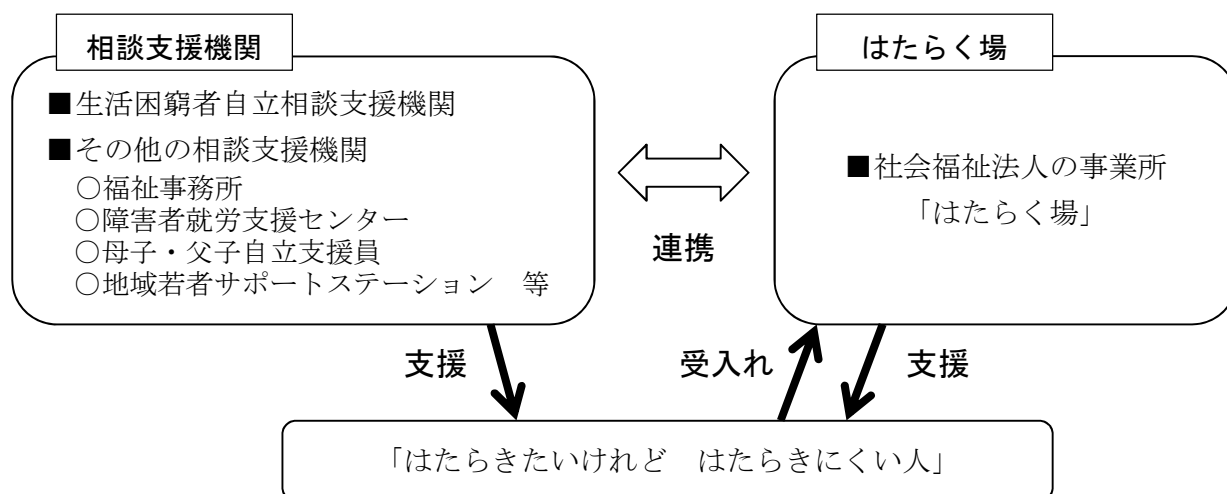 相談支援機関
■生活困窮者自立相談支援機関
■その他の相談支援機関
○福祉事務所
○障害者就労支援センター
○母子・父子自立支援員
○地域若者サポートステーション　等
連携
はたらく場
■社会福祉法人の事業所
「はたらく場」
支援
受入れ
支援
「はたらきたいけれど　はたらきにくい人」